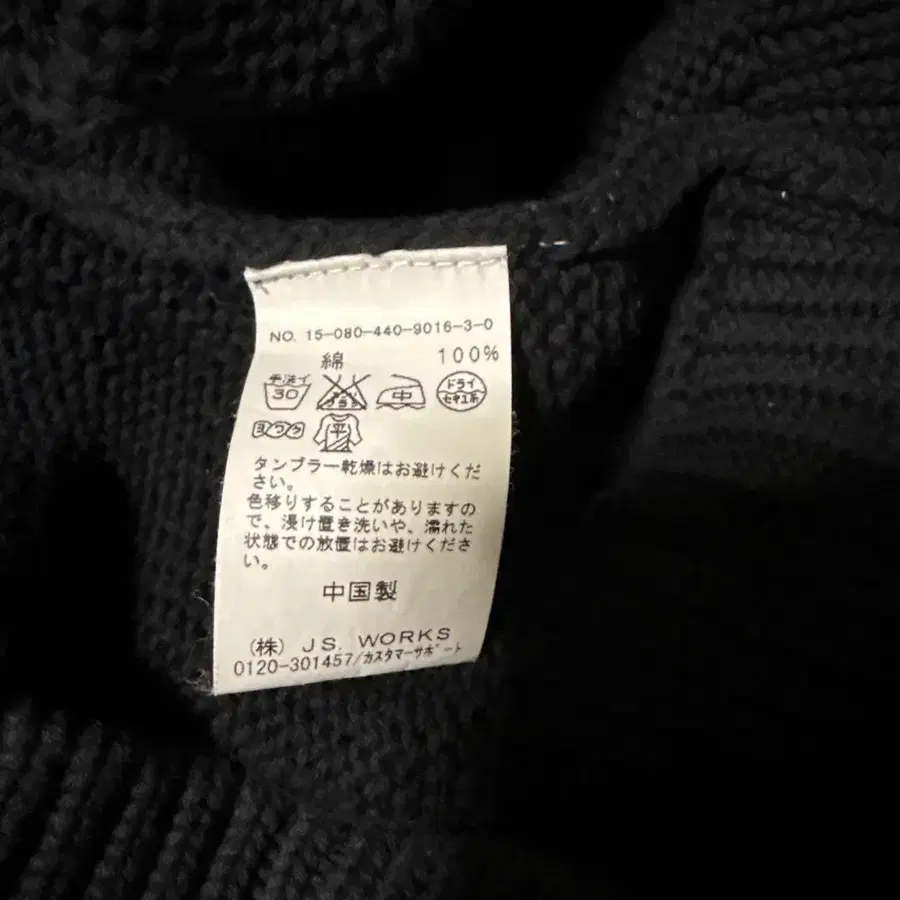 NO. 15-080-440-9016-3-0
綿 100%
手洗イ 30 中 ドライ セキユ系
ヨワク 平
タンブラー乾燥はお避けくだ
さい。
色移りすることがありますの
で、浸け置き洗いや、濡れた
状態での放置はお避けくださ
い。
中国製
(株) J.S. WORKS
0120-301457/カスタマーサポート